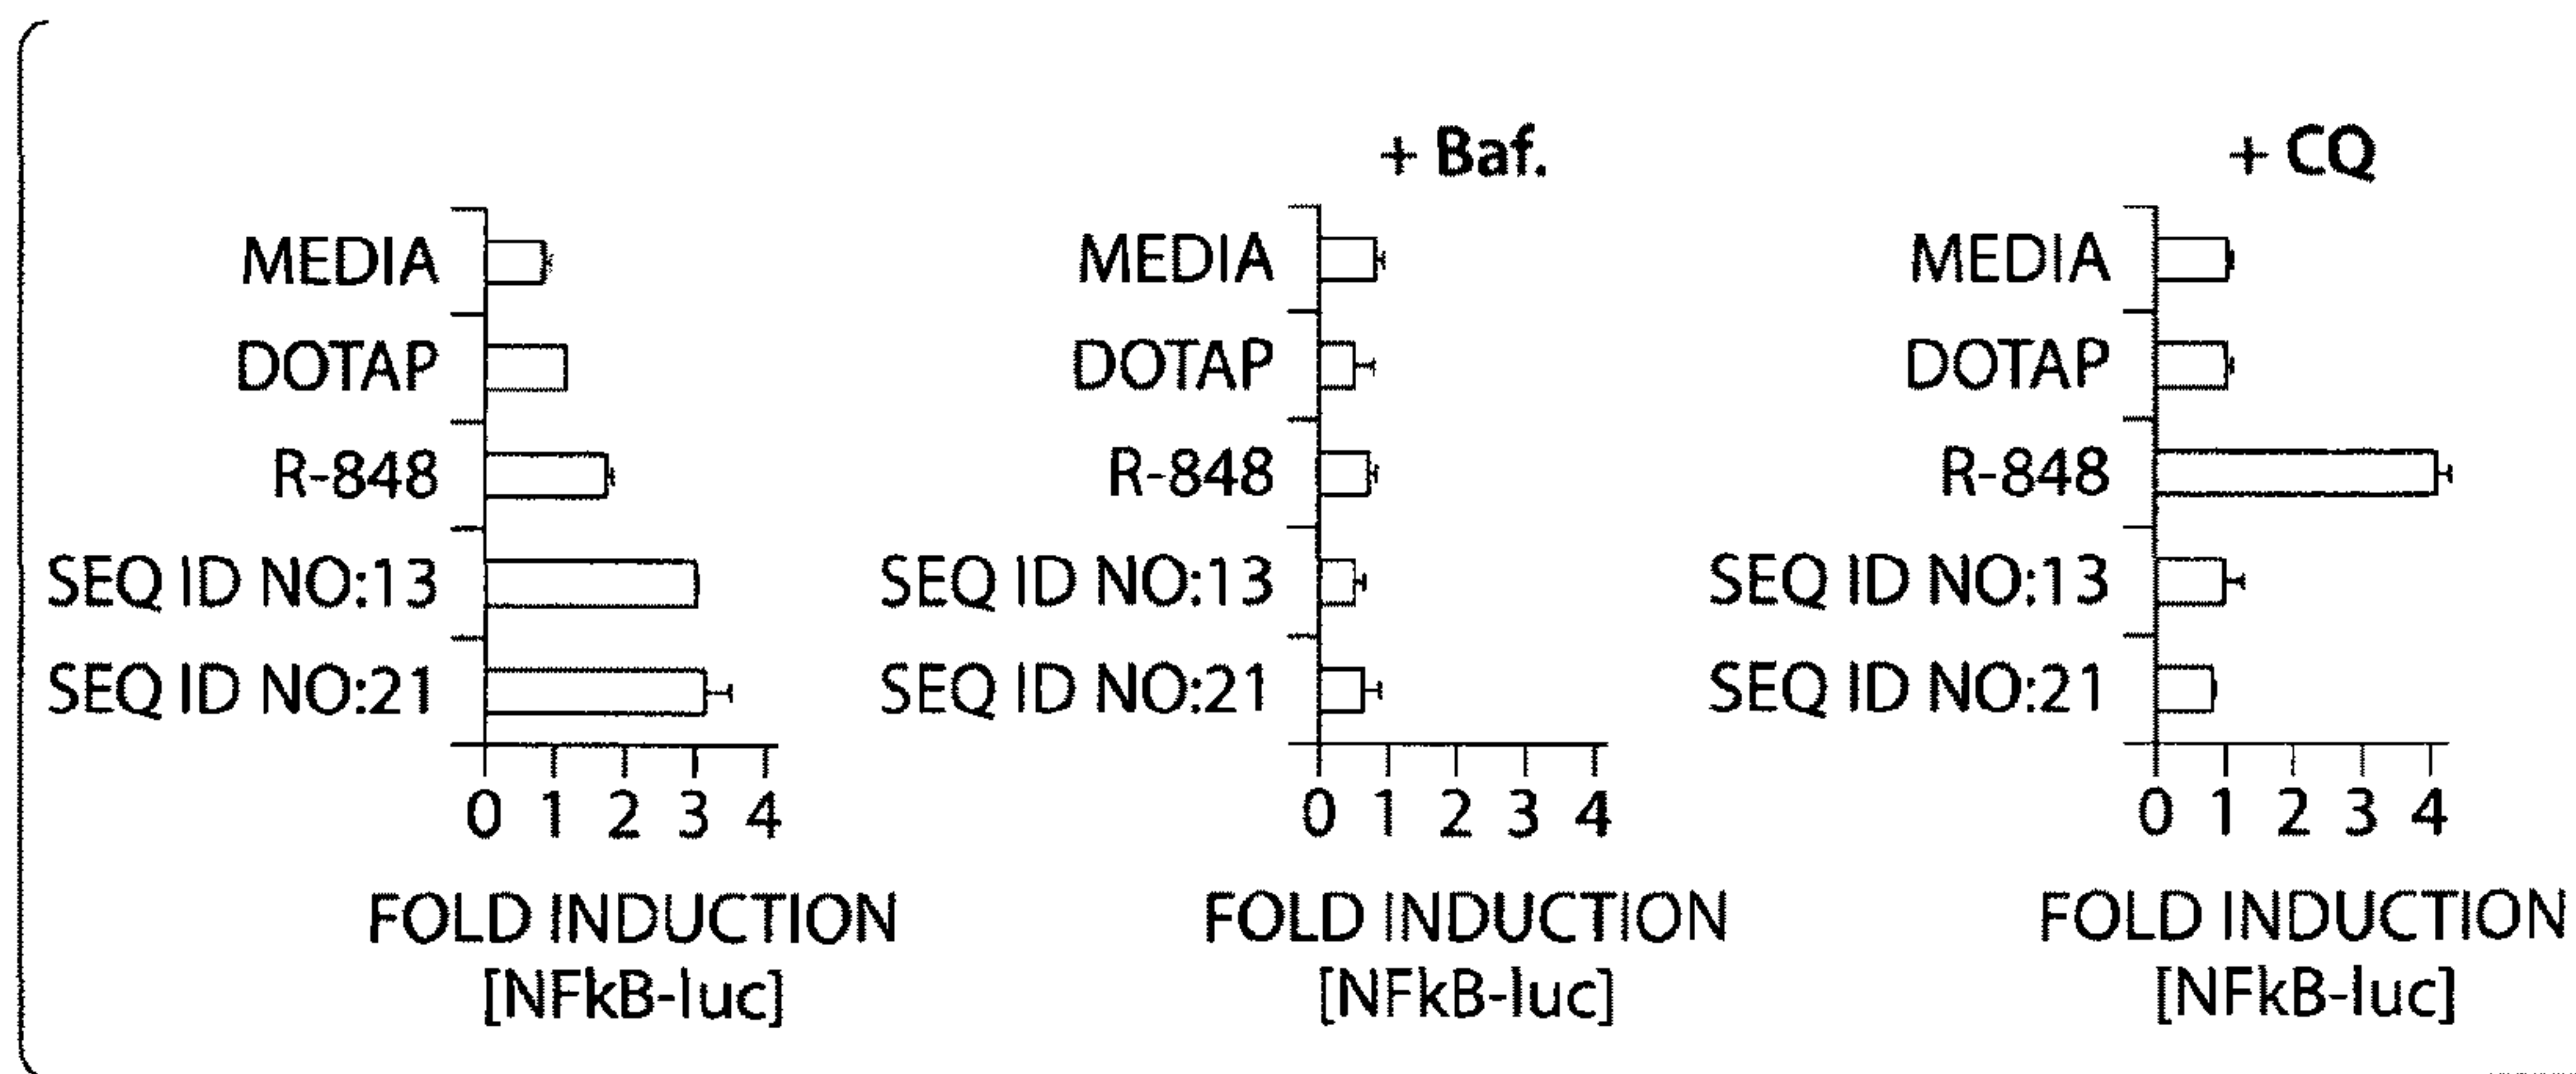 MEDIA
DOTAP
R-848
SEQ ID NO:13
SEQ ID NO:21
0 1 2 3 4
FOLD INDUCTION
[NFkB-luc]
+ Baf.
MEDIA
DOTAP
R-848
SEQ ID NO:13
SEQ ID NO:21
0 1 2 3 4
FOLD INDUCTION
[NFkB-luc]
+ CQ
MEDIA
DOTAP
R-848
SEQ ID NO:13
SEQ ID NO:21
0 1 2 3 4
FOLD INDUCTION
[NFkB-luc]